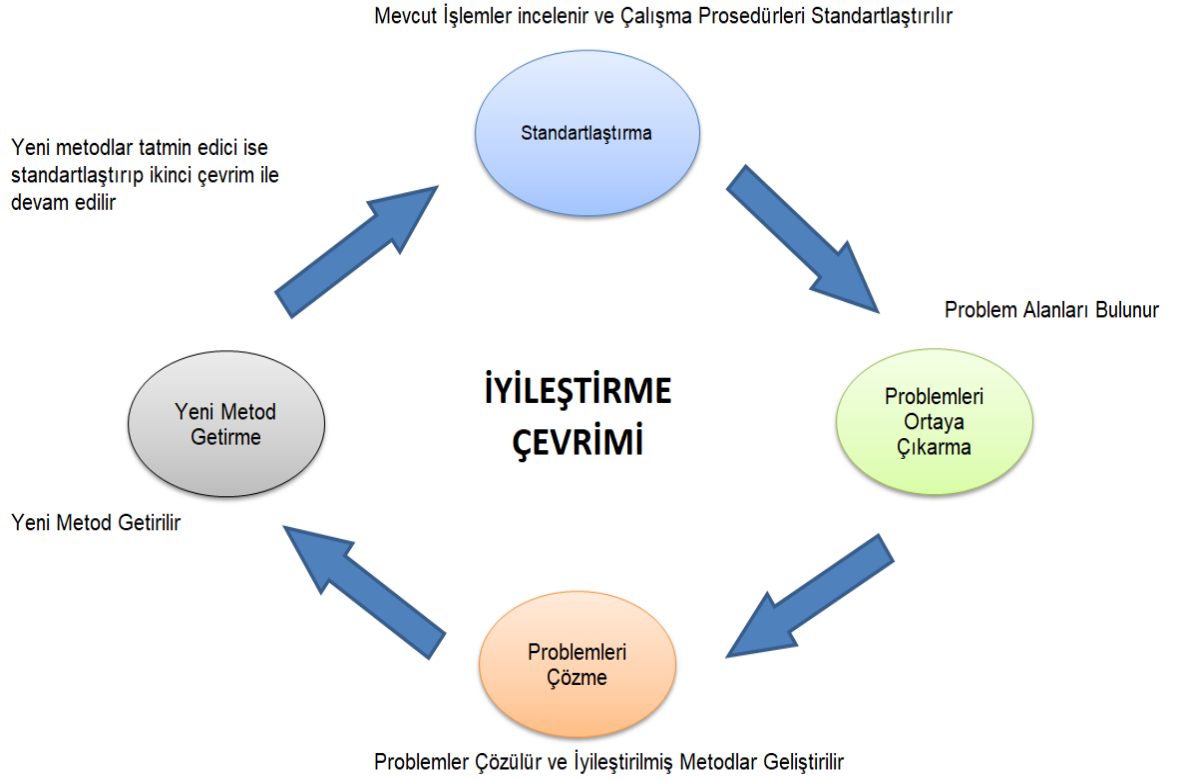 Mevcut İşlemler incelenir ve Çalışma Prosedürleri Standartlaştırılır
Standartlaştırma
Yeni metodlar tatmin edici ise
standartlaştırıp ikinci çevrim ile
devam edilir
Problem Alanları Bulunur
İYİLEŞTİRME
ÇEVRİMİ
Problemleri
Ortaya
Çıkarma
Yeni Metod
Getirme
Yeni Metod Getirilir
Problemleri
Çözme
Problemler Çözülür ve İyileştirilmiş Metodlar Geliştirilir